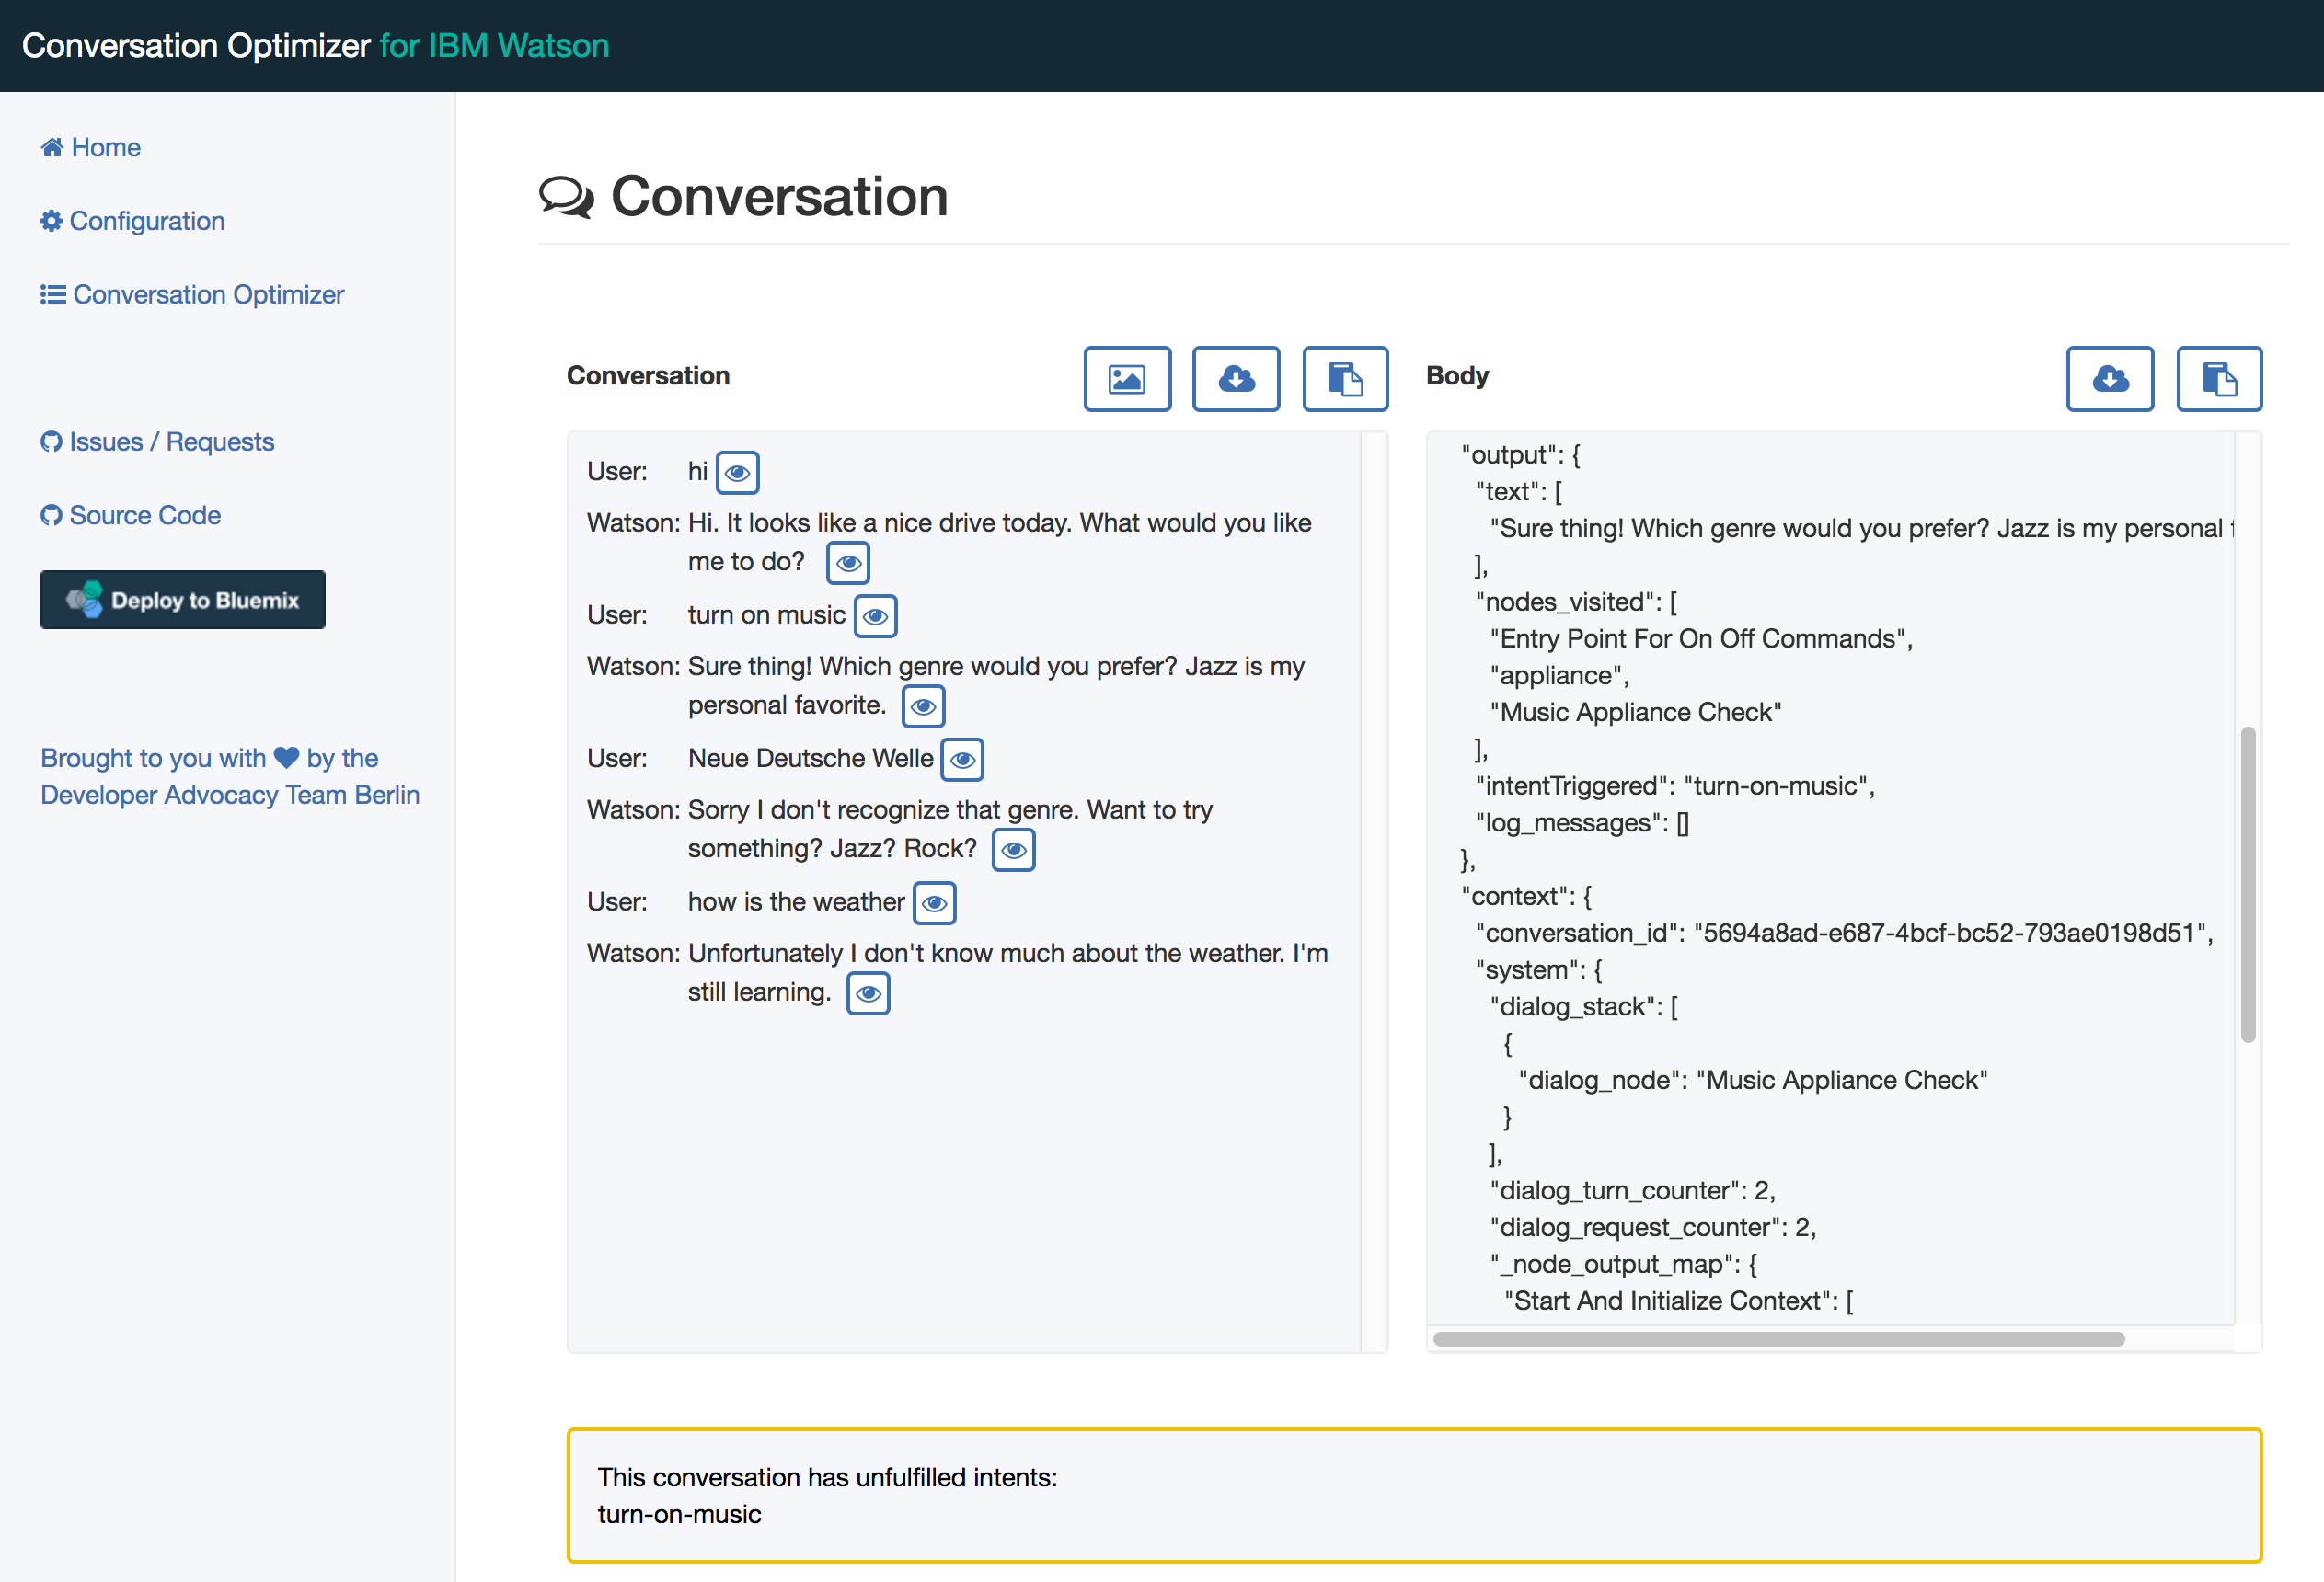 Conversation Optimizer for IBM Watson
Home
Configuration
Conversation Optimizer
Issues / Requests
Source Code
Deploy to Bluemix
Brought to you with by the
Developer Advocacy Team Berlin
Conversation
Conversation
User: hi
Watson: Hi. It looks like a nice drive today. What would you like
me to do?
User: turn on music
Watson: Sure thing! Which genre would you prefer? Jazz is my
personal favorite.
User: Neue Deutsche Welle
Watson: Sorry I don't recognize that genre. Want to try
something? Jazz? Rock?
User: how is the weather
Watson: Unfortunately I don't know much about the weather. I'm
still learning.
Body
"output": {
"text": [
"Sure thing! Which genre would you prefer? Jazz is my personal
],
"nodes_visited": [
"Entry Point For On Off Commands",
"appliance",
"Music Appliance Check"
],
"intentTriggered": "turn-on-music",
"log_messages": []
},
"context": {
"conversation_id": "5694a8ad-e687-4bcf-bc52-793ae0198d51",
"system": {
"dialog_stack": [
{
"dialog_node": "Music Appliance Check"
}
],
"dialog_turn_counter": 2,
"dialog_request_counter": 2,
"_node_output_map": {
"Start And Initialize Context": [
This conversation has unfulfilled intents:
turn-on-music